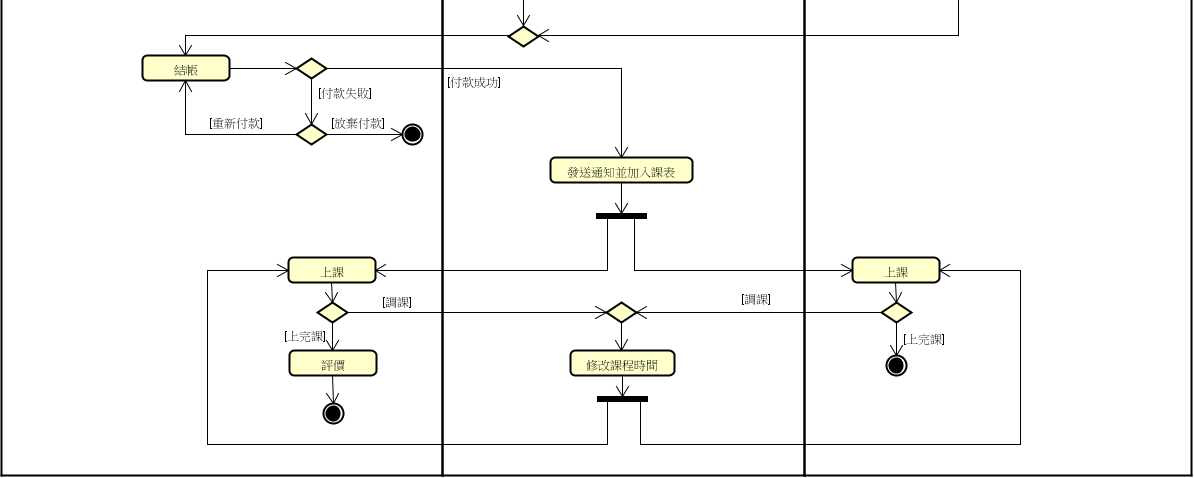 結帳
[付款成功]
[付款失敗]
[重新付款]
[放棄付款]
發送通知並加入課表
上課
上課
[調課]
[調課]
[上完課]
[上完課]
評價
修改課程時間